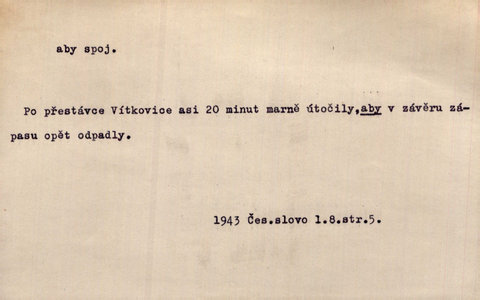 aby spoj.
Po přestávce Vítkovice asi 20 minut marně útočily,aby v závěru zá-
pasu opět odpadly.
1943 Čes.slovo 1.8.str.5.